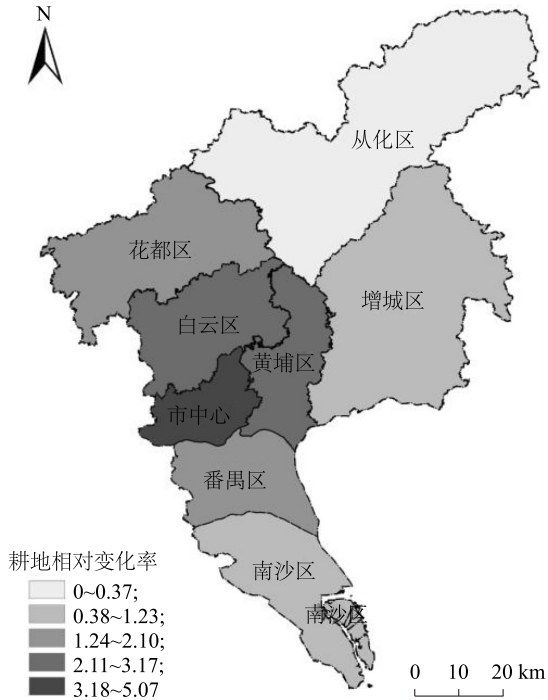 N
从化区
花都区
增城区
白云区
黄埔区
市中心
番禺区
南沙区
南沙区
耕地相对变化率
0~0.37;
0.38~1.23;
1.24~2.10;
2.11~3.17;
3.18~5.07
0 10 20 km